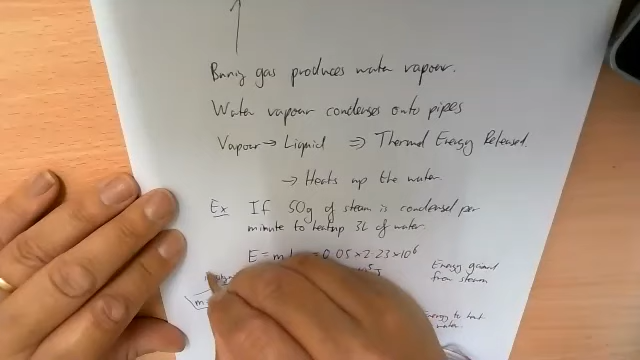 Burning gas produces water vapour.
Water vapour condenses onto pipes
Vapour → Liquid ⇒ Thermal Energy Released.
→ Heats up the water
Ex If 50g of steam is condensed per
minute to heat up 3L of water.
E = m = 0.05 × 2.23 × 10⁶
Energy gained
from steam
J
Energy to heat
water
m